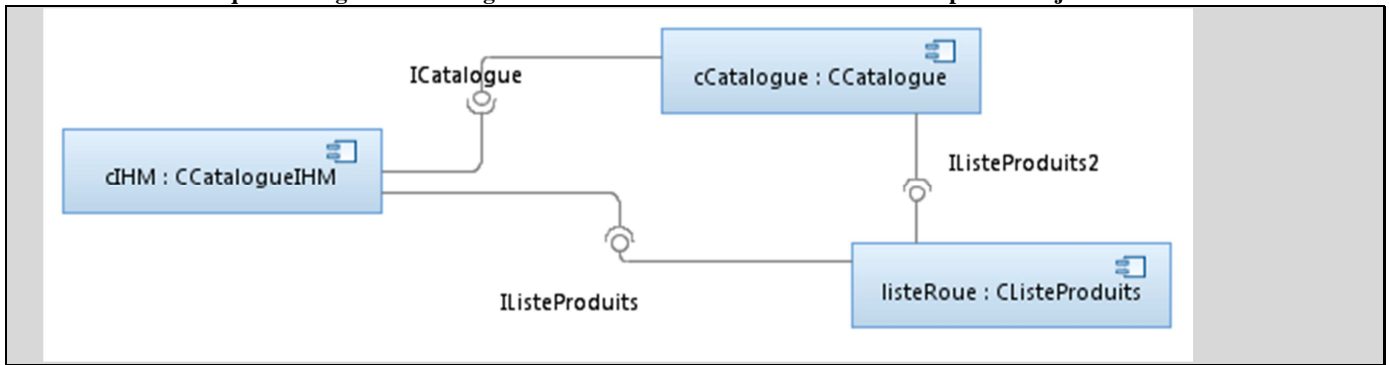 ICatalogue
cCatalogue : CCatalogue
cIHM : CCatalogueIHM
IListeProduits2
listeRoue : CListeProduits
IListeProduits